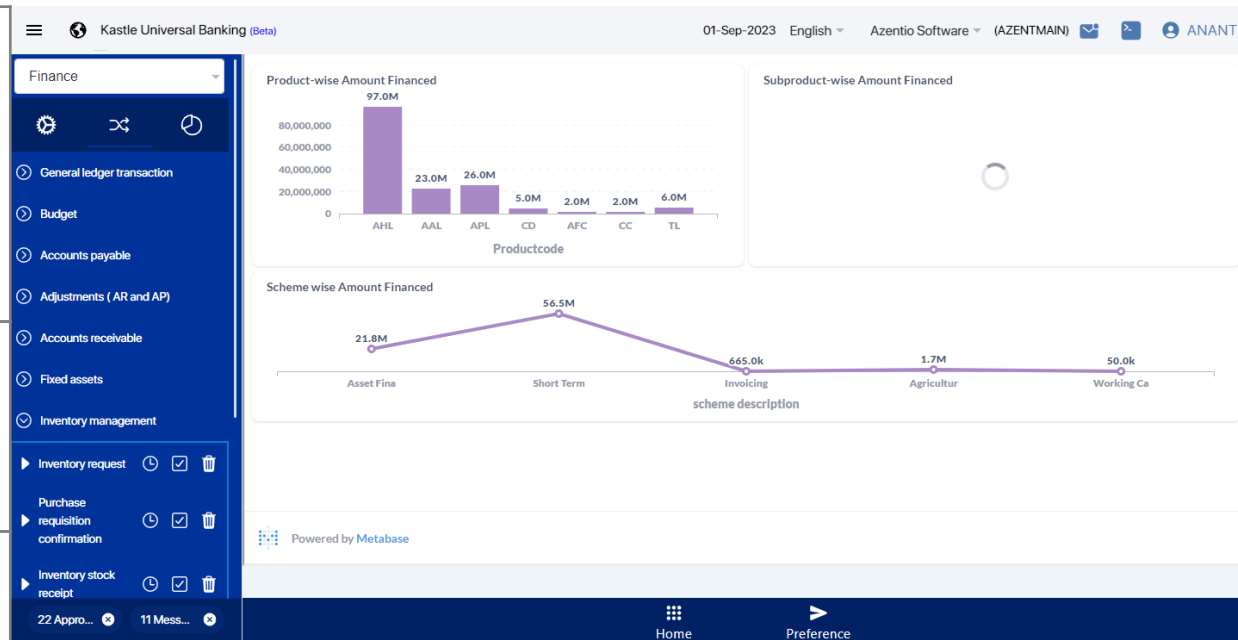 Kastle Universal Banking (Beta)
01-Sep-2023 English Azentio Software (AZENTMAIN) ANANT
Finance
General ledger transaction
Budget
Accounts payable
Adjustments ( AR and AP)
Accounts receivable
Fixed assets
Inventory management
Inventory request
Purchase
requisition
confirmation
Inventory stock
receipt
22 Appro...
11 Mess...
Product-wise Amount Financed
97.0M
80,000,000
60,000,000
40,000,000
20,000,000
0
23.0M
26.0M
5.0M
2.0M
2.0M
6.0M
AHL AAL APL CD AFC CC TL
Productcode
Subproduct-wise Amount Financed
Scheme wise Amount Financed
56.5M
21.8M
665.0k
1.7M
50.0k
Asset Fina Short Term Invoicing Agricultur Working Ca
scheme description
Powered by Metabase
Home
Preference